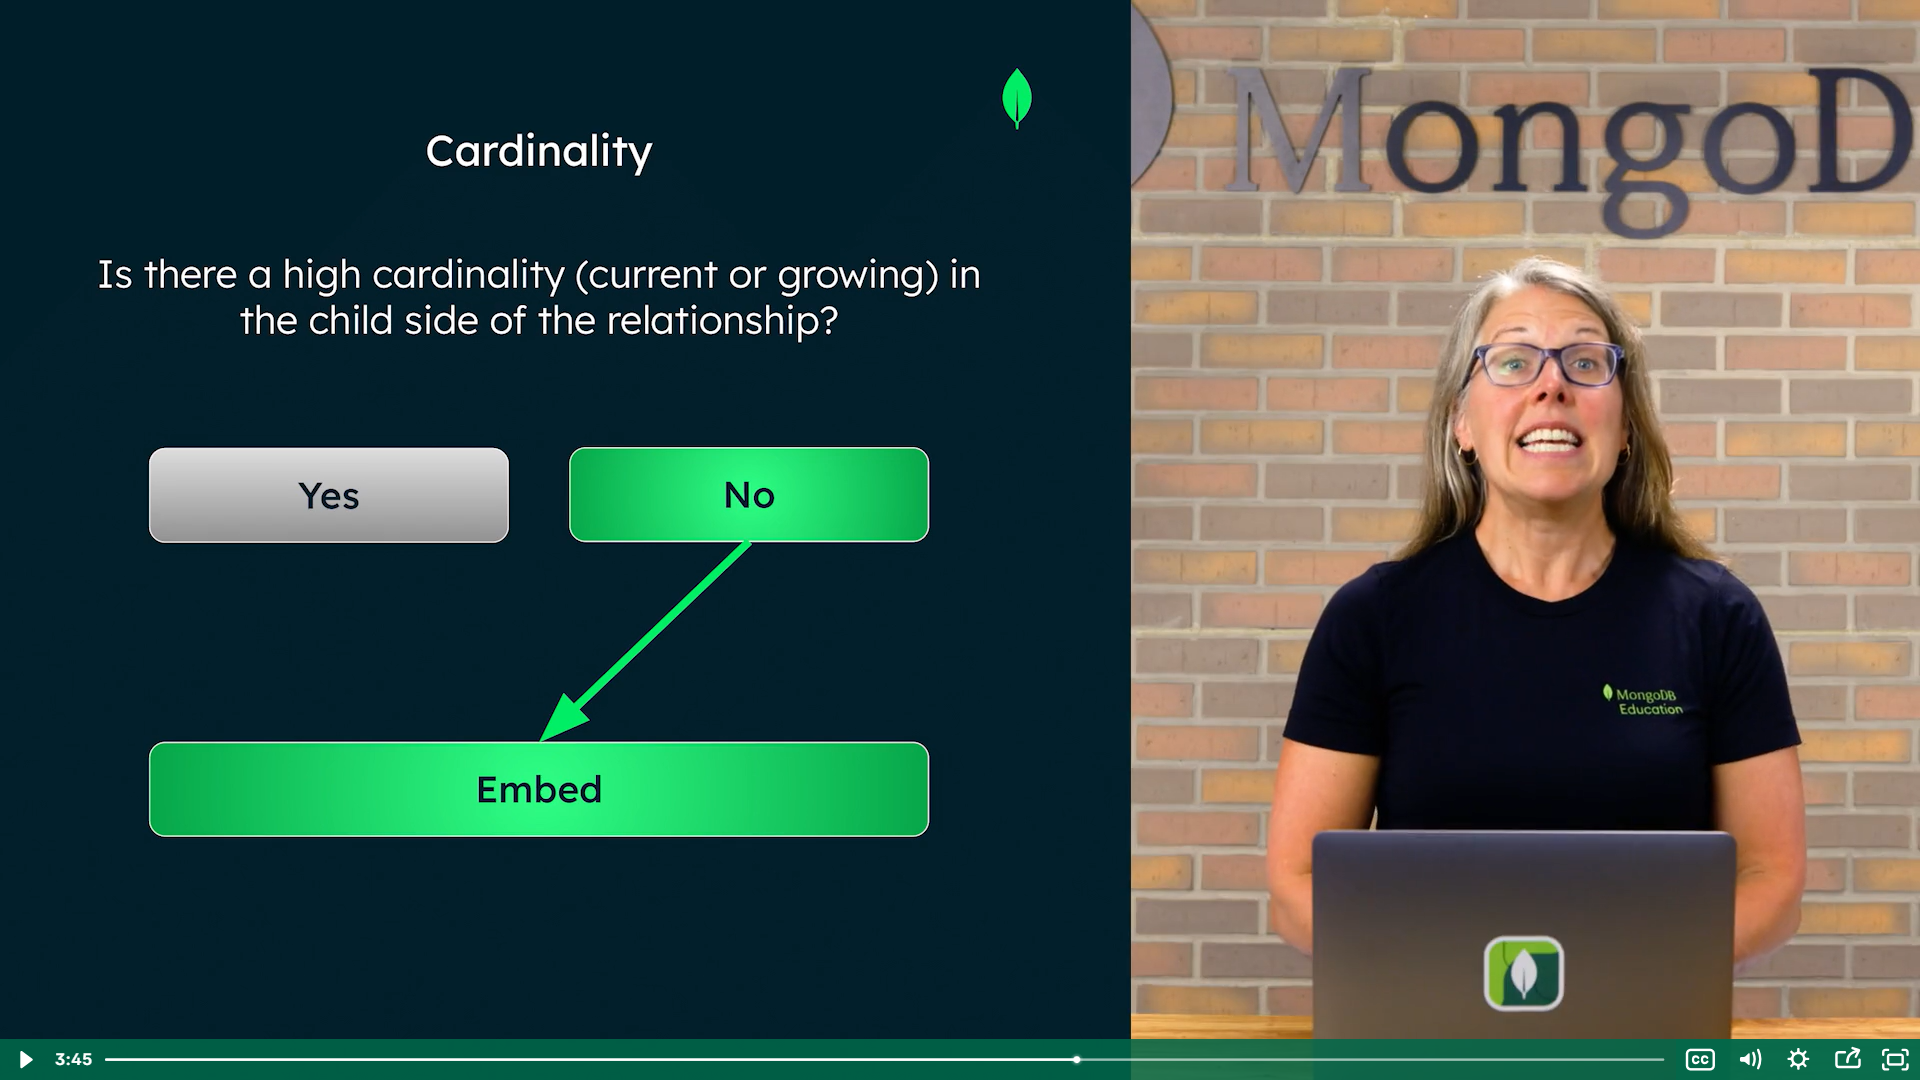 Cardinality
Is there a high cardinality (current or growing) in
the child side of the relationship?
Yes
No
Embed
MongoD
MongoDB
Education
3:45
CC